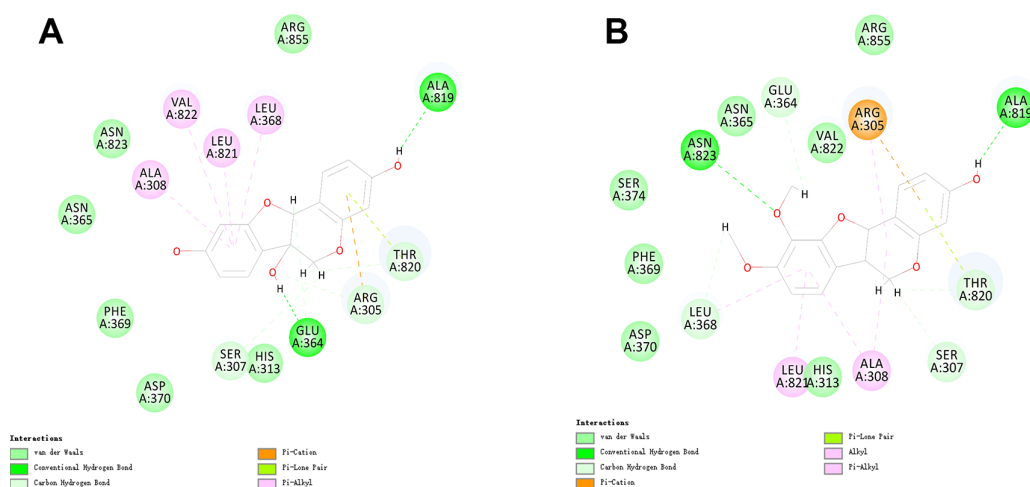 A
ARG
A:855
ALA
A:819
VAL
A:822
LEU
A:368
ASN
A:823
LEU
A:821
ALA
A:308
ASN
A:365
H
O
O
H
O
O
O
H
H
H
THR
A:820
ARG
A:305
PHE
A:369
GLU
A:364
SER
A:307
HIS
A:313
ASP
A:370
Interactions
van der Waals
Conventional Hydrogen Bond
Carbon Hydrogen Bond
Pi-Cation
Pi-Lone Pair
Pi-Alkyl
B
ARG
A:855
GLU
A:364
ALA
A:819
ASN
A:365
ARG
A:305
ASN
A:823
VAL
A:822
SER
A:374
H
O
H
O
O
H
O
O
H
H
PHE
A:369
THR
A:820
LEU
A:368
ASP
A:370
SER
A:307
LEU
A:821
HIS
A:313
ALA
A:308
Interactions
van der Waals
Conventional Hydrogen Bond
Carbon Hydrogen Bond
Pi-Cation
Pi-Lone Pair
Alkyl
Pi-Alkyl